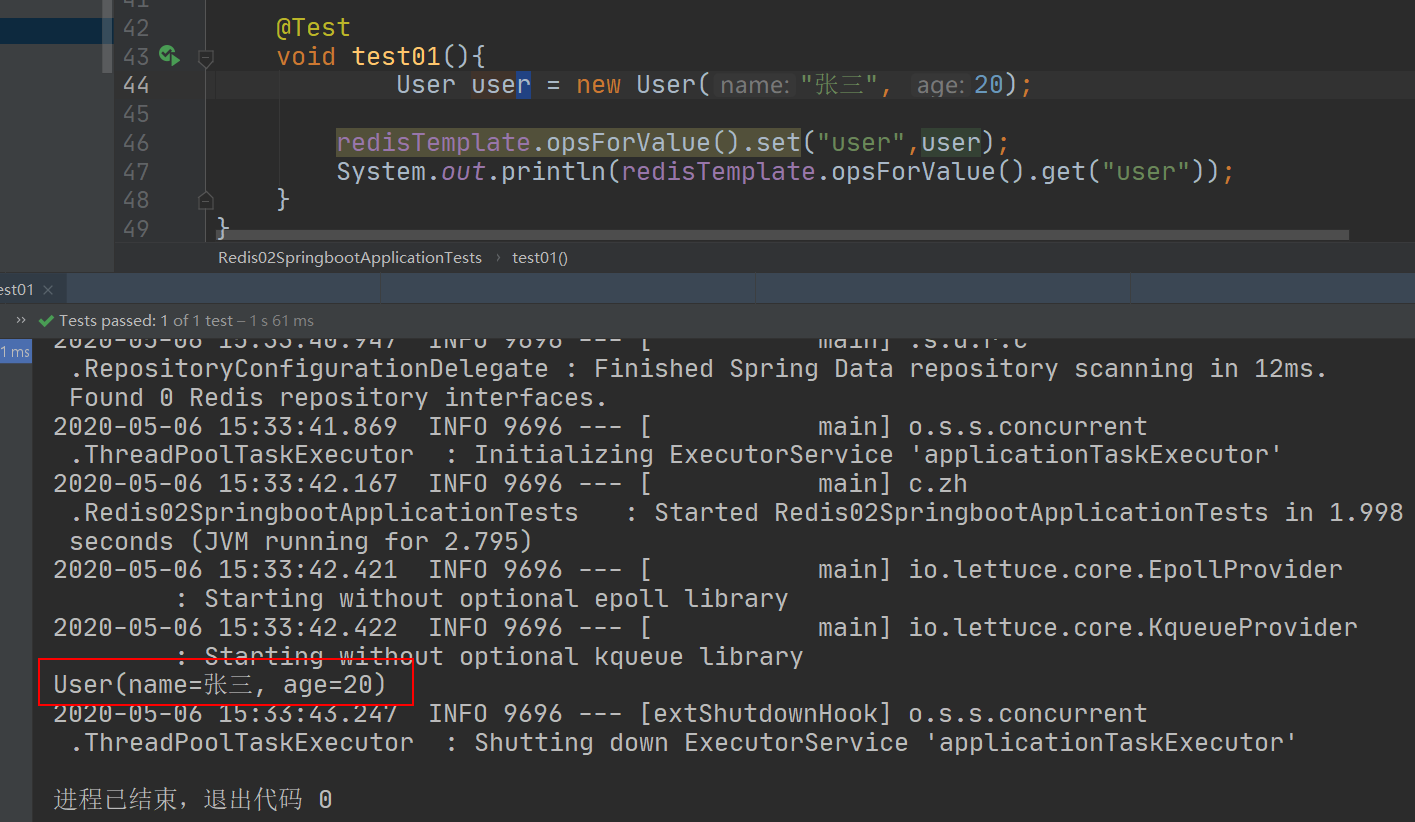 41
42 @Test
43 void test01(){
44 User user = new User( name: "张三", age: 20);
45
46 redisTemplate.opsForValue().set("user",user);
47 System.out.println(redisTemplate.opsForValue().get("user"));
48 }
49 }
Redis02SpringbootApplicationTests › test01()
est01 ×
» Tests passed: 1 of 1 test – 1 s 61 ms
1 ms
2020-05-06 15:33:40.947  INFO 9696 --- [           main] .s.d.r.c
.RepositoryConfigurationDelegate : Finished Spring Data repository scanning in 12ms.
Found 0 Redis repository interfaces.
2020-05-06 15:33:41.869  INFO 9696 --- [           main] o.s.s.concurrent
.ThreadPoolTaskExecutor  : Initializing ExecutorService 'applicationTaskExecutor'
2020-05-06 15:33:42.167  INFO 9696 --- [           main] c.zh
.Redis02SpringbootApplicationTests   : Started Redis02SpringbootApplicationTests in 1.998
seconds (JVM running for 2.795)
2020-05-06 15:33:42.421  INFO 9696 --- [           main] io.lettuce.core.EpollProvider
: Starting without optional epoll library
2020-05-06 15:33:42.422  INFO 9696 --- [           main] io.lettuce.core.KqueueProvider
: Starting without optional kqueue library
User(name=张三, age=20)
2020-05-06 15:33:43.247  INFO 9696 --- [extShutdownHook] o.s.s.concurrent
.ThreadPoolTaskExecutor  : Shutting down ExecutorService 'applicationTaskExecutor'
进程已结束，退出代码 0